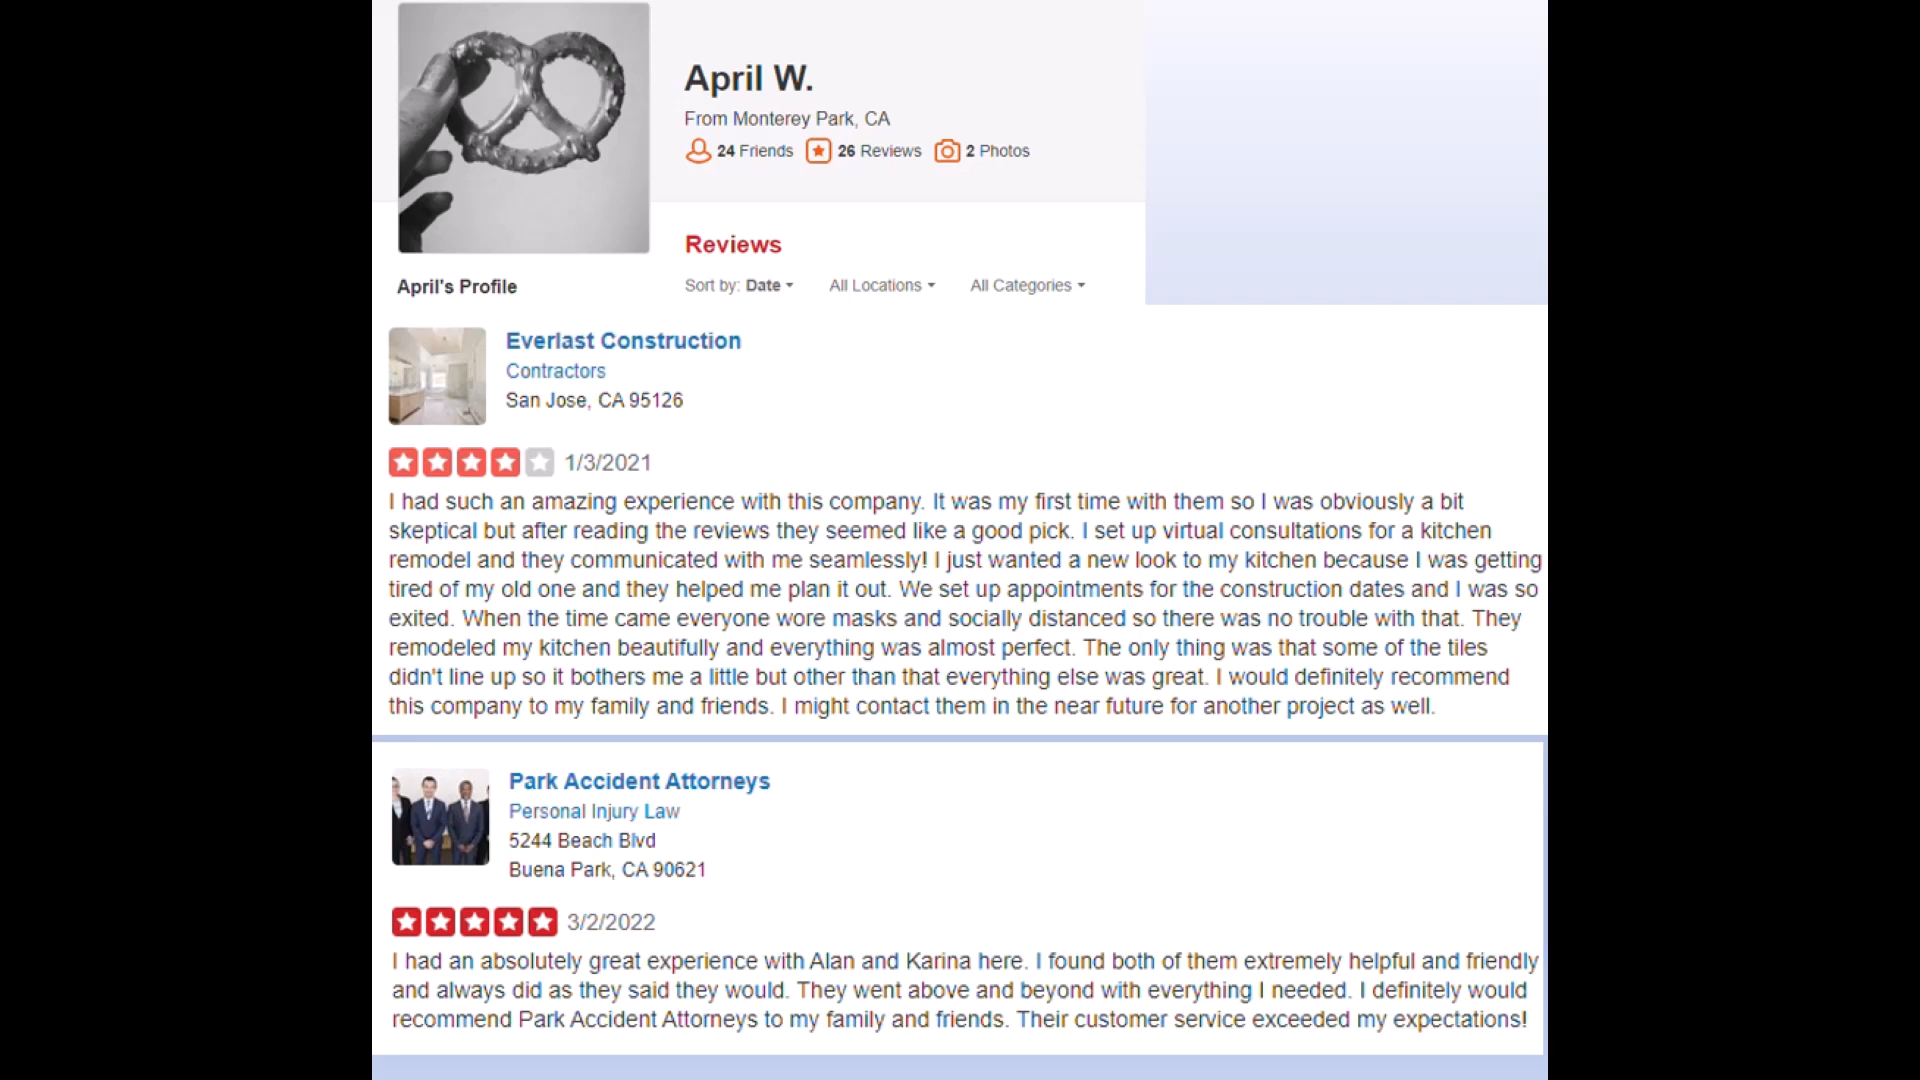 April W.
From Monterey Park, CA
24 Friends 26 Reviews 2 Photos
Reviews
April's Profile
Sort by: Date All Locations All Categories
Everlast Construction
Contractors
San Jose, CA 95126
1/3/2021
I had such an amazing experience with this company. It was my first time with them so I was obviously a bit
skeptical but after reading the reviews they seemed like a good pick. I set up virtual consultations for a kitchen
remodel and they communicated with me seamlessly! I just wanted a new look to my kitchen because I was getting
tired of my old one and they helped me plan it out. We set up appointments for the construction dates and I was so
exited. When the time came everyone wore masks and socially distanced so there was no trouble with that. They
remodeled my kitchen beautifully and everything was almost perfect. The only thing was that some of the tiles
didn't line up so it bothers me a little but other than that everything else was great. I would definitely recommend
this company to my family and friends. I might contact them in the near future for another project as well.
Park Accident Attorneys
Personal Injury Law
5244 Beach Blvd
Buena Park, CA 90621
3/2/2022
I had an absolutely great experience with Alan and Karina here. I found both of them extremely helpful and friendly
and always did as they said they would. They went above and beyond with everything I needed. I definitely would
recommend Park Accident Attorneys to my family and friends. Their customer service exceeded my expectations!